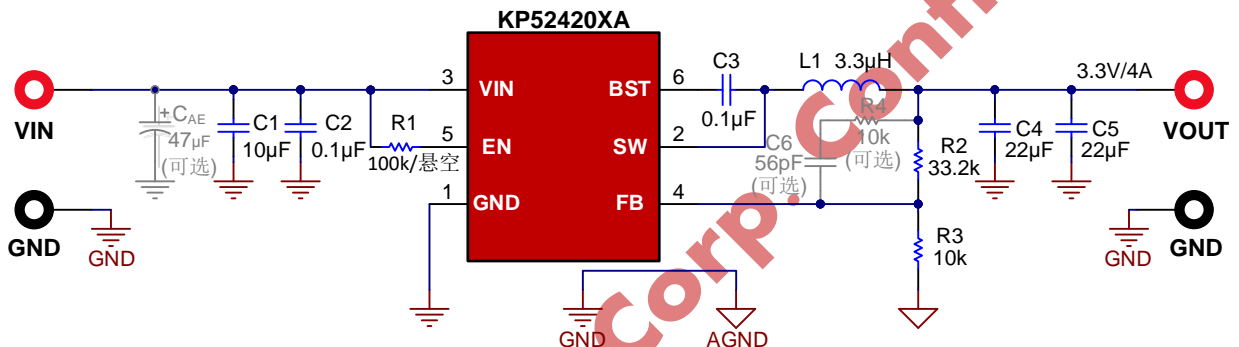 KP52420XA
VIN
GND
GND
+ CAE
47µF
(可选)
C1
10µF
C2
0.1µF
R1
100k/悬空
3
5
1
VIN
EN
GND
BST
SW
FB
6
2
4
GND
AGND
C3
0.1µF
L1 3.3µH
C6
56pF
(可选)
R4
10k
(可选)
R2
33.2k
R3
10k
C4
22µF
C5
22µF
3.3V/4A
VOUT
GND
GND
Corp. Confi